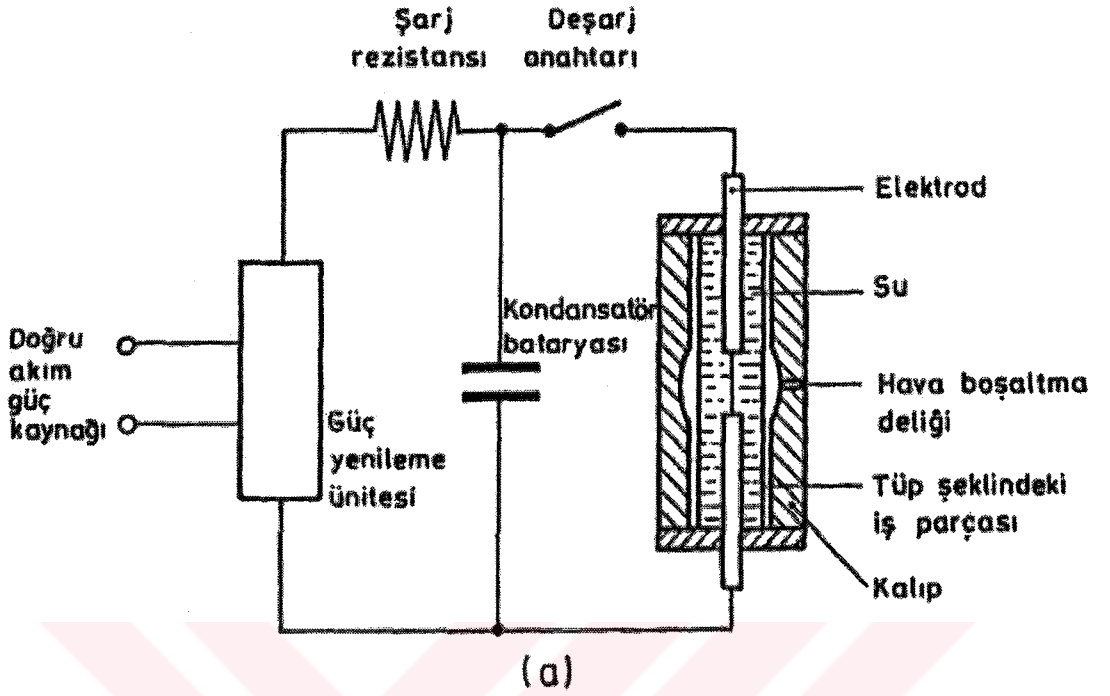 Şarj
rezistansı
Deşarj
anahtarı
Elektrod
Su
Kondansatör
bataryası
Doğru
akım
güç
kaynağı
Hava boşaltma
deliği
Güç
yenileme
ünitesi
Tüp şeklindeki
iş parçası
Kalıp
(a)